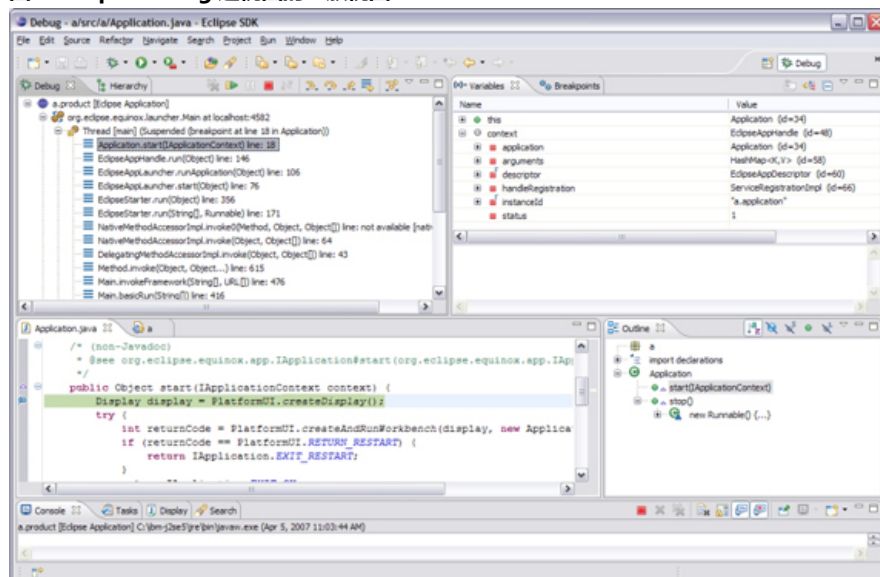 Debug - a/src/a/Application.java - Eclipse SDK
File Edit Source Refactor Navigate Search Project Run Window Help
Debug
Debug
Hierarchy
a.product [Eclipse Application]
org.eclipse.equinox.launcher.Main at localhost:4582
Thread [main] (Suspended (breakpoint at line 18 in Application))
Application.start(IApplicationContext) line: 18
EclipseAppHandle.run(Object) line: 146
EclipseAppLauncher.runApplication(Object) line: 106
EclipseAppLauncher.start(Object) line: 76
EclipseStarter.run(Object) line: 356
EclipseStarter.run(String[], Runnable) line: 171
NativeMethodAccessorImpl.invoke0(Method, Object, Object[]) line: not available [nativ
NativeMethodAccessorImpl.invoke(Object, Object[]) line: 64
DelegatingMethodAccessorImpl.invoke(Object, Object[]) line: 43
Method.invoke(Object, Object...) line: 615
Main.invokeFramework(String[], URL[]) line: 476
Main.basicRun(String[]) line: 416
Variables
Breakpoints
Name Value
this Application (id=34)
context EclipseAppHandle (id=48)
application Application (id=34)
arguments HashMap<K,V> (id=58)
descriptor EclipseAppDescriptor (id=60)
handleRegistration ServiceRegistrationImpl (id=66)
instanceId "a.application"
status 1
Application.java
a
/* (non-Javadoc)
* @see org.eclipse.equinox.app.IApplication#start(org.eclipse.equinox.app.IApp
*/
public Object start(IApplicationContext context) {
Display display = PlatformUI.createDisplay();
try {
int returnCode = PlatformUI.createAndRunWorkbench(display, new Applica
if (returnCode == PlatformUI.RETURN_RESTART) {
return IApplication.EXIT_RESTART;
}
Outline
a
import declarations
Application
start(IApplicationContext)
stop()
new Runnable() {...}
Console
Tasks
Display
Search
a.product [Eclipse Application] C:\ibm-j2se5\jre\bin\javaw.exe (Apr 5, 2007 11:03:44 AM)